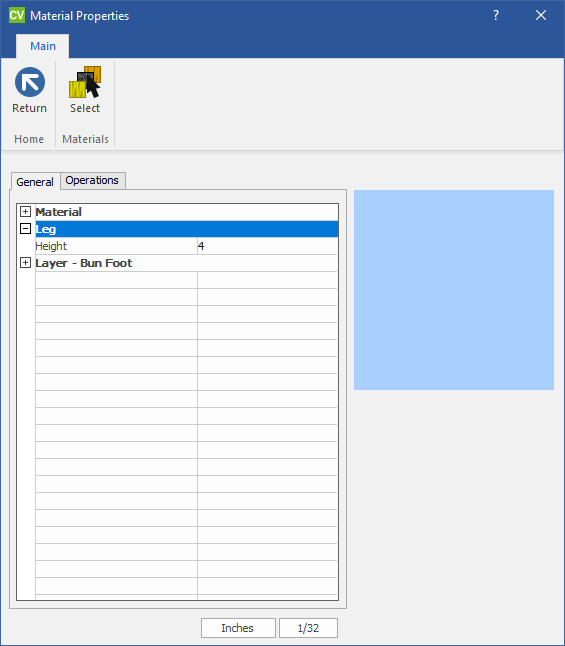 CV Material Properties ?
Main
Return Select
Home Materials
General Operations
Material
Leg
Height 4
Layer - Bun Foot
Inches 1/32